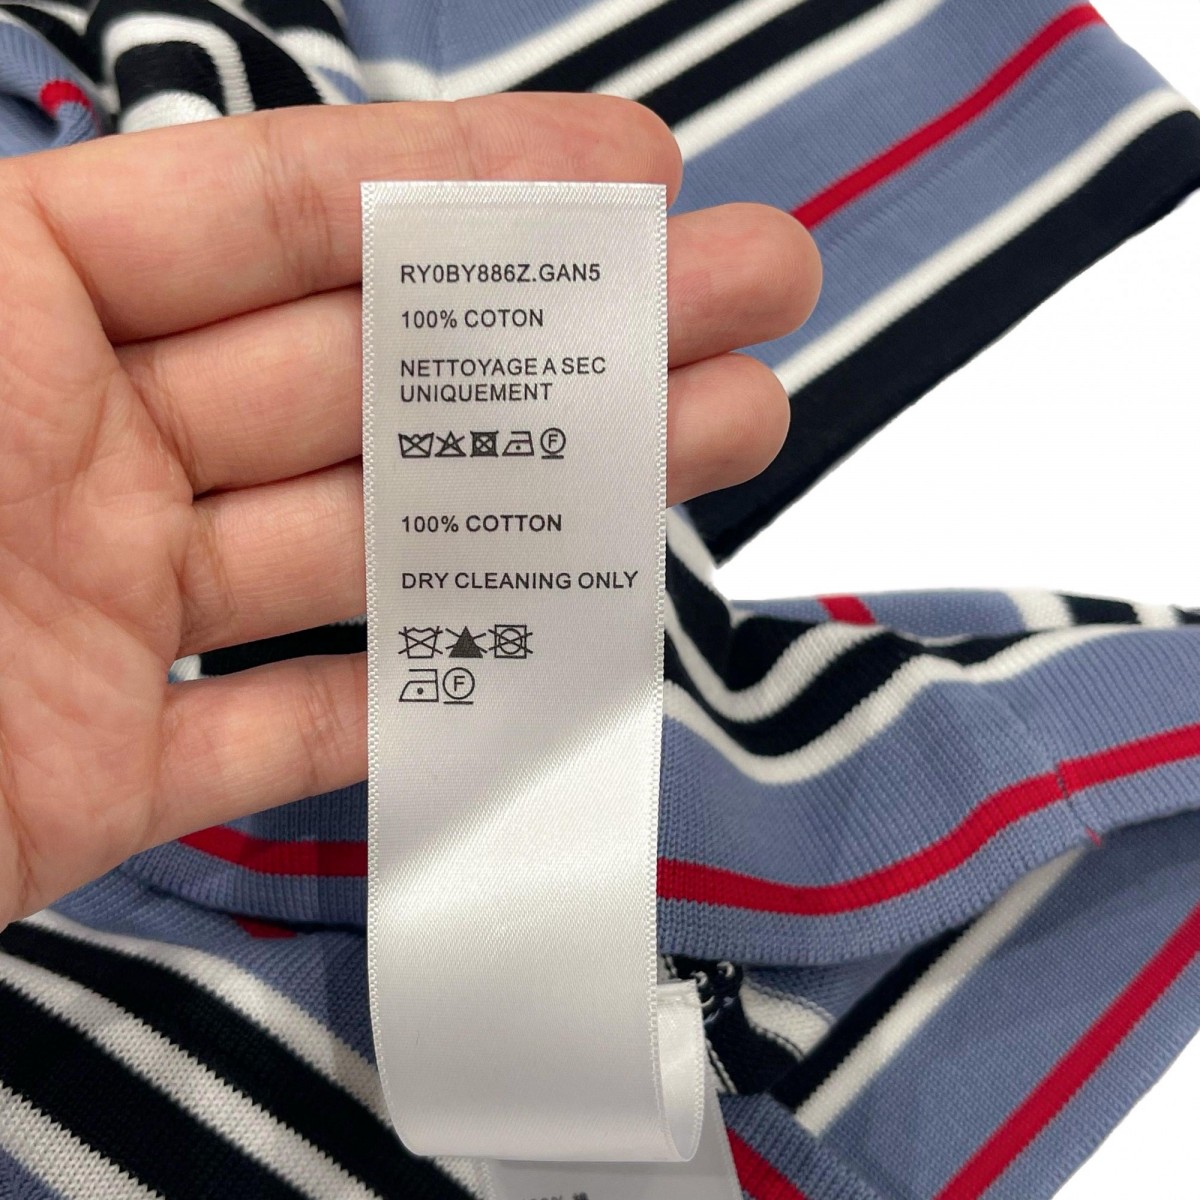 RY0BY886Z.GAN5
100% COTON
NETTOYAGE A SEC
UNIQUEMENT
F
100% COTTON
DRY CLEANING ONLY
F